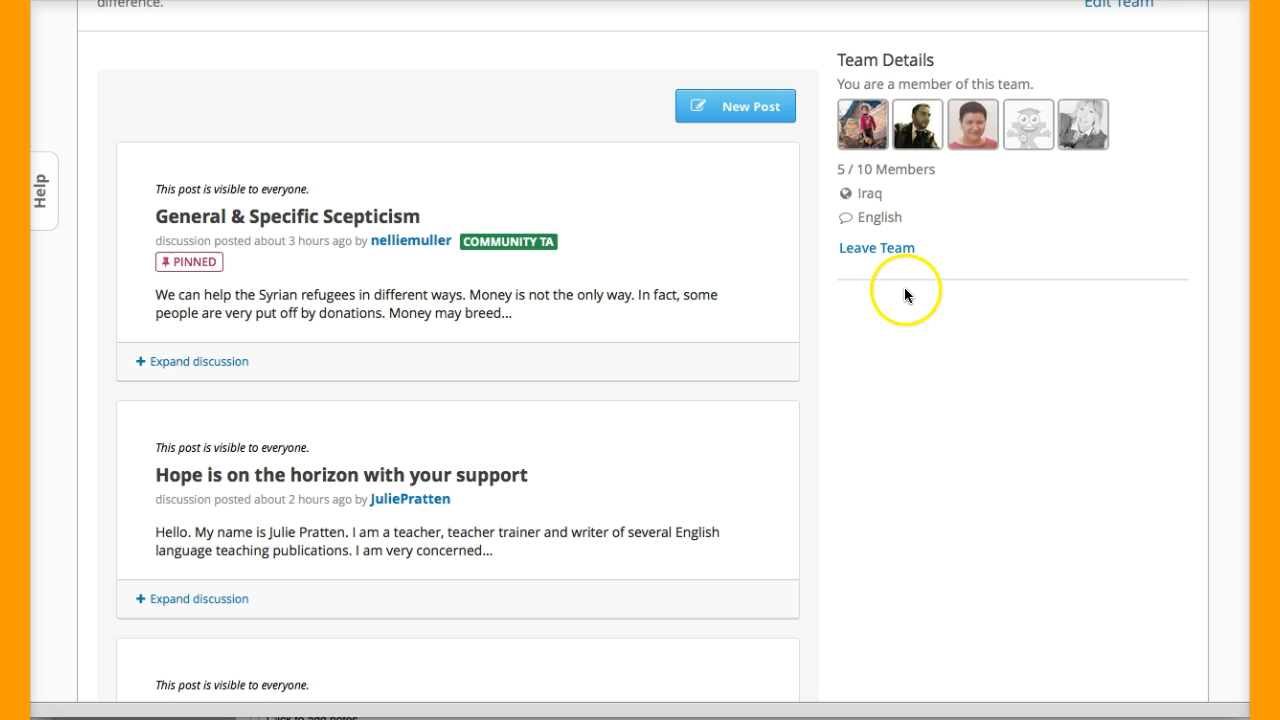 difference.
Edit Team
Help
New Post
This post is visible to everyone.
General & Specific Scepticism
discussion posted about 3 hours ago by nelliemuller COMMUNITY TA
PINNED
We can help the Syrian refugees in different ways. Money is not the only way. In fact, some
people are very put off by donations. Money may breed...
+ Expand discussion
This post is visible to everyone.
Hope is on the horizon with your support
discussion posted about 2 hours ago by JuliePratten
Hello. My name is Julie Pratten. I am a teacher, teacher trainer and writer of several English
language teaching publications. I am very concerned...
+ Expand discussion
This post is visible to everyone.
Team Details
You are a member of this team.
5 / 10 Members
Iraq
English
Leave Team
Click to add notes